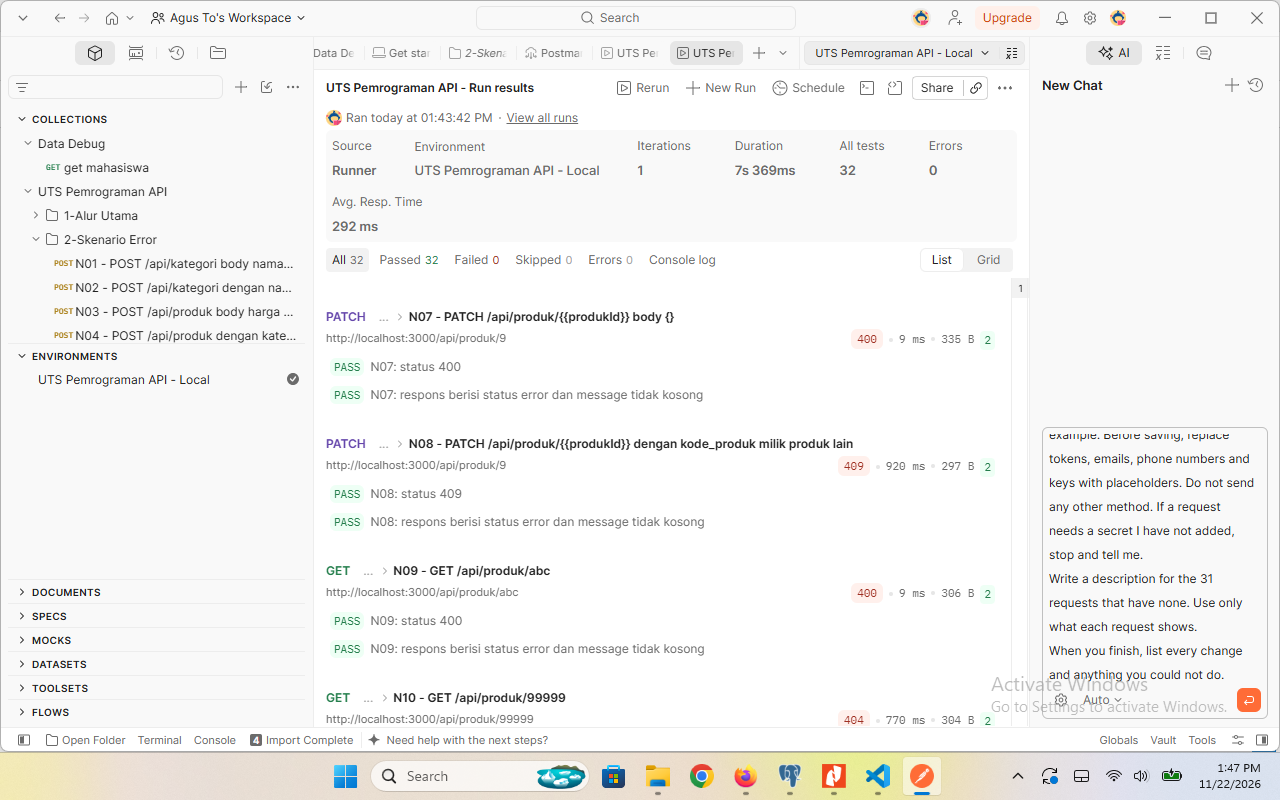 Agus To's Workspace
Search
Upgrade
Data De
Get star
2-Skena
Postma
UTS Pe
UTS Pe
UTS Pemrograman API - Local
AI
UTS Pemrograman API - Run results
Rerun
New Run
Schedule
Share
New Chat
Ran today at 01:43:42 PM · View all runs
COLLECTIONS
Data Debug
GET get mahasiswa
UTS Pemrograman API
1-Alur Utama
2-Skenario Error
POST N01 - POST /api/kategori body nama...
POST N02 - POST /api/kategori dengan na...
POST N03 - POST /api/produk body harga ...
POST N04 - POST /api/produk dengan kate...
ENVIRONMENTS
UTS Pemrograman API - Local
DOCUMENTS
SPECS
MOCKS
DATASETS
TOOLSETS
FLOWS
Source Environment Iterations Duration All tests Errors
Runner UTS Pemrograman API - Local 1 7s 369ms 32 0
Avg. Resp. Time
292 ms
All 32 Passed 32 Failed 0 Skipped 0 Errors 0 Console log List Grid
1
PATCH ... > N07 - PATCH /api/produk/{{produkId}} body {}
http://localhost:3000/api/produk/9 400 • 9 ms • 335 B 2
PASS N07: status 400
PASS N07: respons berisi status error dan message tidak kosong
PATCH ... > N08 - PATCH /api/produk/{{produkId}} dengan kode_produk milik produk lain
http://localhost:3000/api/produk/9 409 • 920 ms • 297 B 2
PASS N08: status 409
PASS N08: respons berisi status error dan message tidak kosong
GET ... > N09 - GET /api/produk/abc
http://localhost:3000/api/produk/abc 400 • 9 ms • 306 B 2
PASS N09: status 400
PASS N09: respons berisi status error dan message tidak kosong
GET ... > N10 - GET /api/produk/99999
http://localhost:3000/api/produk/99999 404 • 770 ms • 304 B 2
example. Before saving, replace
tokens, emails, phone numbers and
keys with placeholders. Do not send
any other method. If a request
needs a secret I have not added,
stop and tell me.
Write a description for the 31
requests that have none. Use only
what each request shows.
When you finish, list every change
and anything you could not do.
Auto
Activate Windows
Go to Settings to activate Windows.
Open Folder Terminal Console 4 Import Complete Need help with the next steps? Globals Vault Tools
Search
1:47 PM
11/22/2026